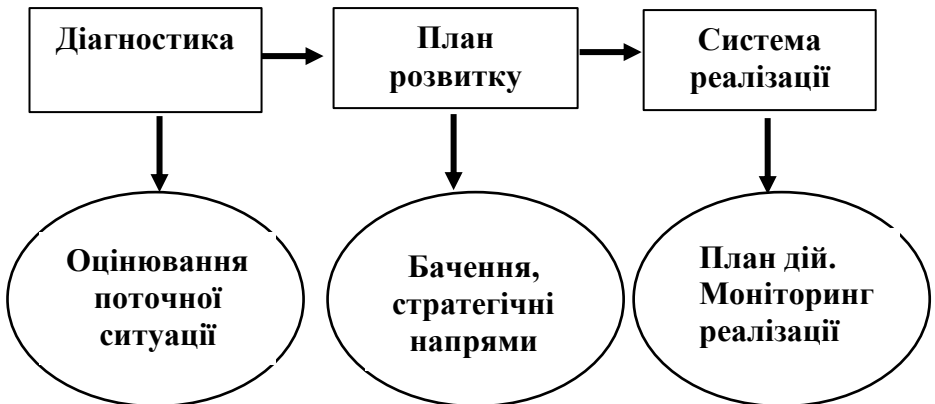 Діагностика
План
розвитку
Система
реалізації
Оцінювання
поточної
ситуації
Бачення,
стратегічні
напрями
План дій.
Моніторинг
реалізації